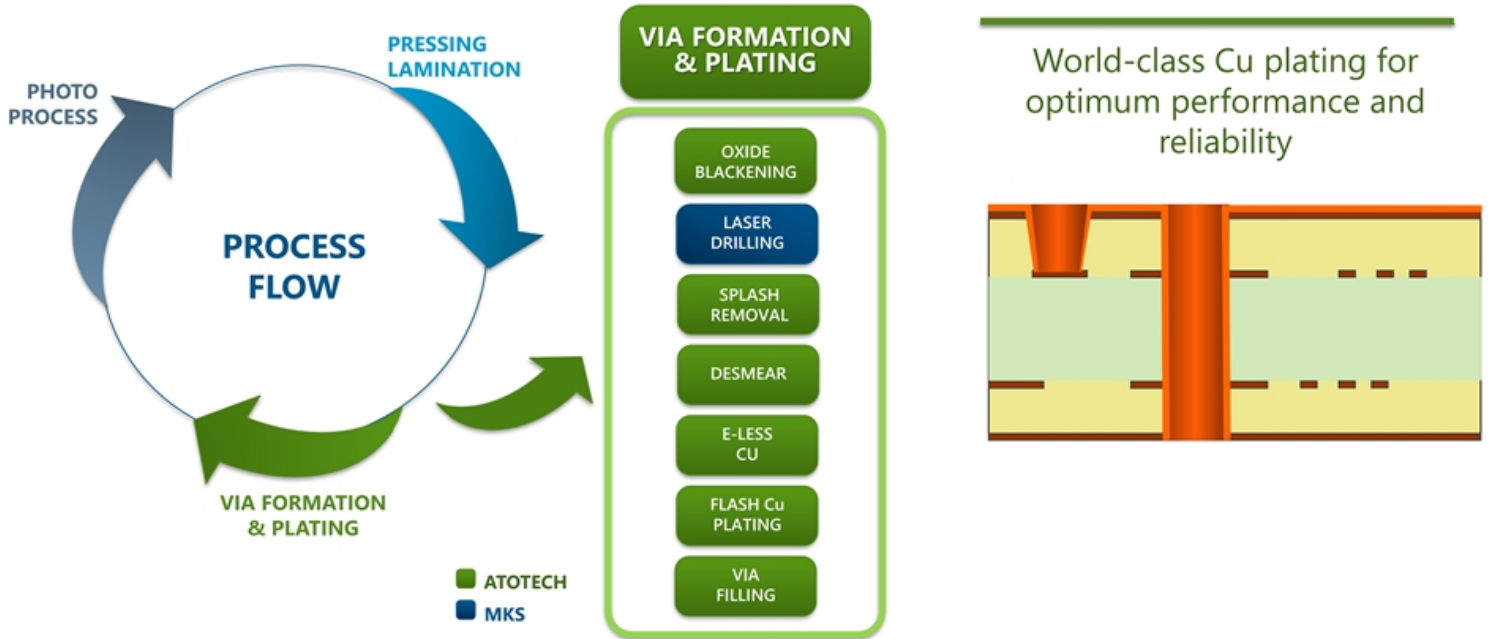 PRESSING
LAMINATION
PHOTO
PROCESS
PROCESS
FLOW
VIA FORMATION
& PLATING
ATOTECH
MKS
VIA FORMATION
& PLATING
OXIDE
BLACKENING
LASER
DRILLING
SPLASH
REMOVAL
DESMEAR
E-LESS
CU
FLASH Cu
PLATING
VIA
FILLING
World-class Cu plating for
optimum performance and
reliability